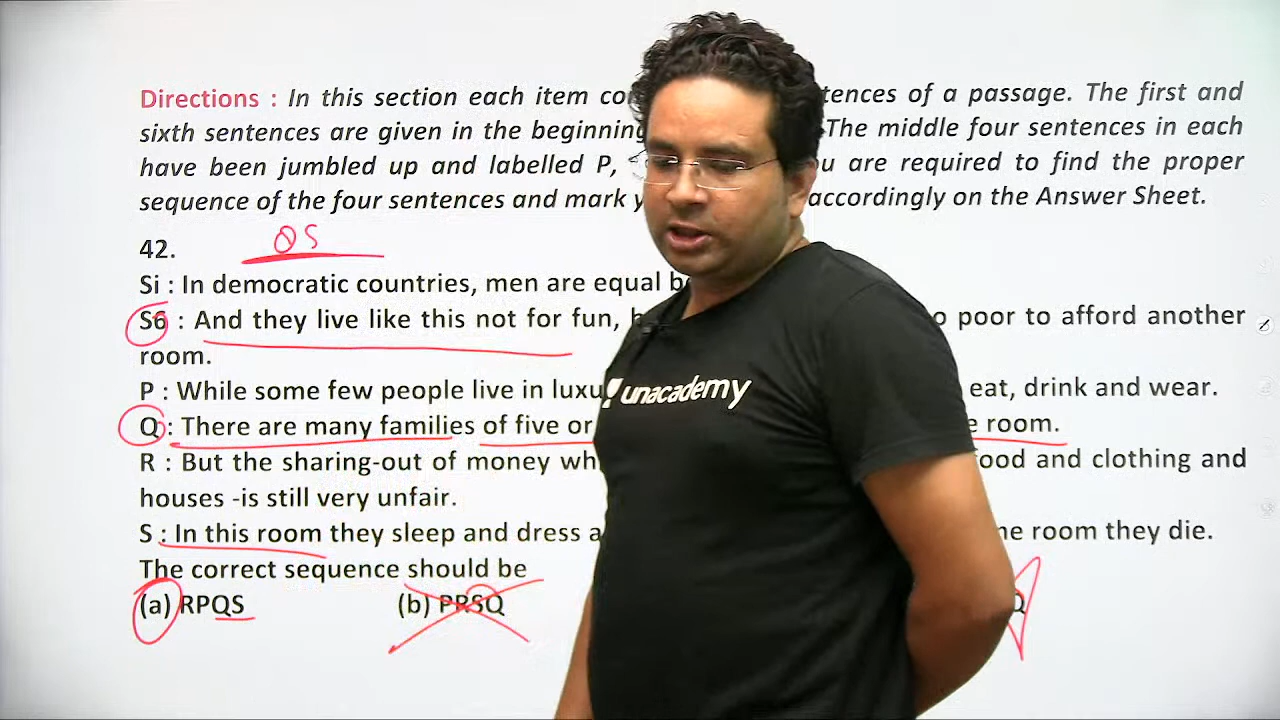 Directions : In this section each item tences of a passage. The first and
sixth sentences are given in the beginning The middle four sentences in each
have been jumbled up and labelled P, are required to find the proper
sequence of the four sentences and mark accordingly on the Answer Sheet.
QS
42.
Si : In democratic countries, men are equal
S6 : And they live like this not for fun, poor to afford another
room.
P : While some few people live in eat, drink and wear.
unacademy
Q : There are many families of five or room.
R : But the sharing-out of money food and clothing and
houses -is still very unfair.
S : In this room they sleep and dress room they die.
The correct sequence should be
(a) RPQS (b) PRSQ Q